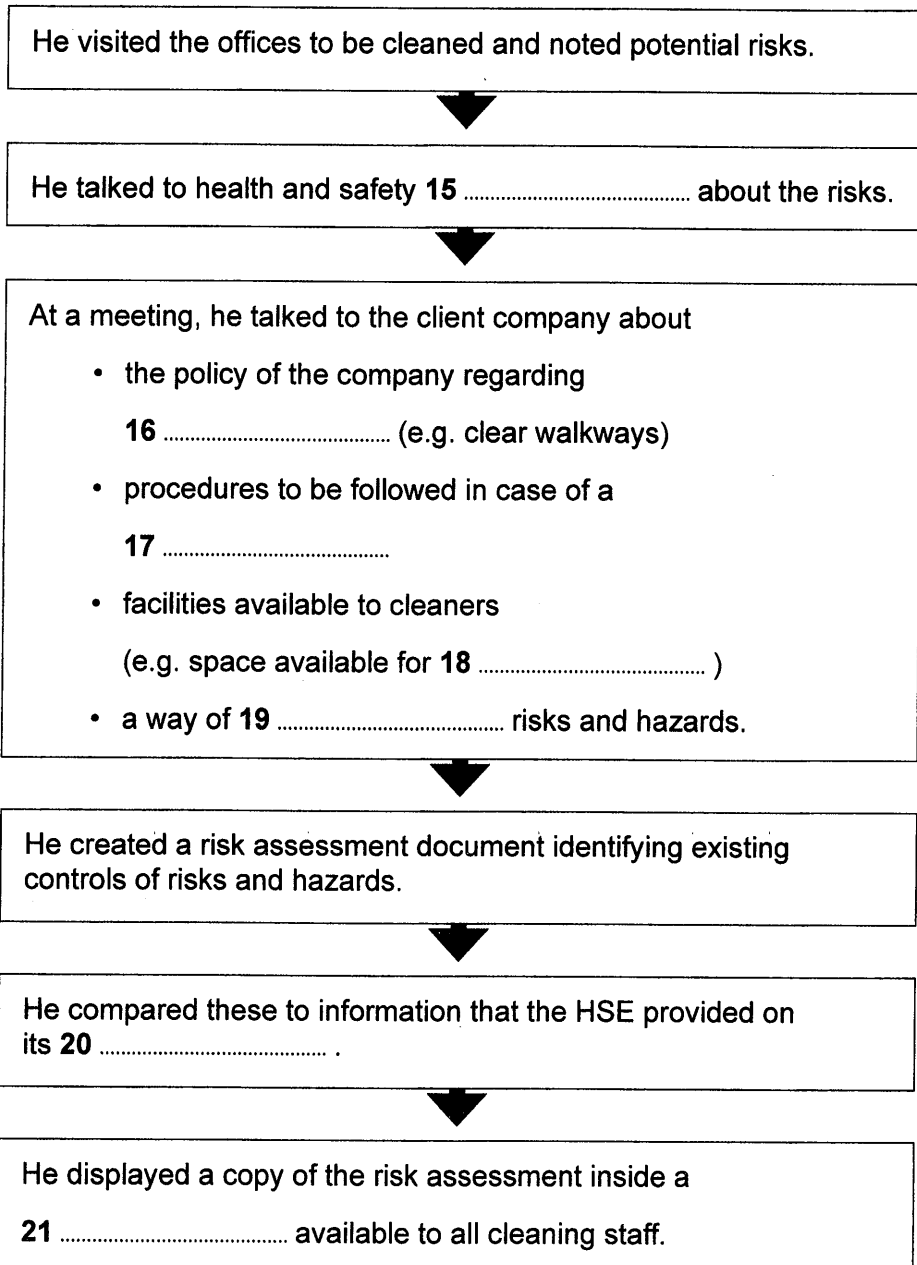 He visited the offices to be cleaned and noted potential risks.
He talked to health and safety 15 ............................................ about the risks.
At a meeting, he talked to the client company about
• the policy of the company regarding
16 ............................................ (e.g. clear walkways)
• procedures to be followed in case of a
17 ............................................
• facilities available to cleaners
(e.g. space available for 18 ............................................ )
• a way of 19 ............................................ risks and hazards.
He created a risk assessment document identifying existing
controls of risks and hazards.
He compared these to information that the HSE provided on
its 20 ............................................ .
He displayed a copy of the risk assessment inside a
21 ............................................ available to all cleaning staff.